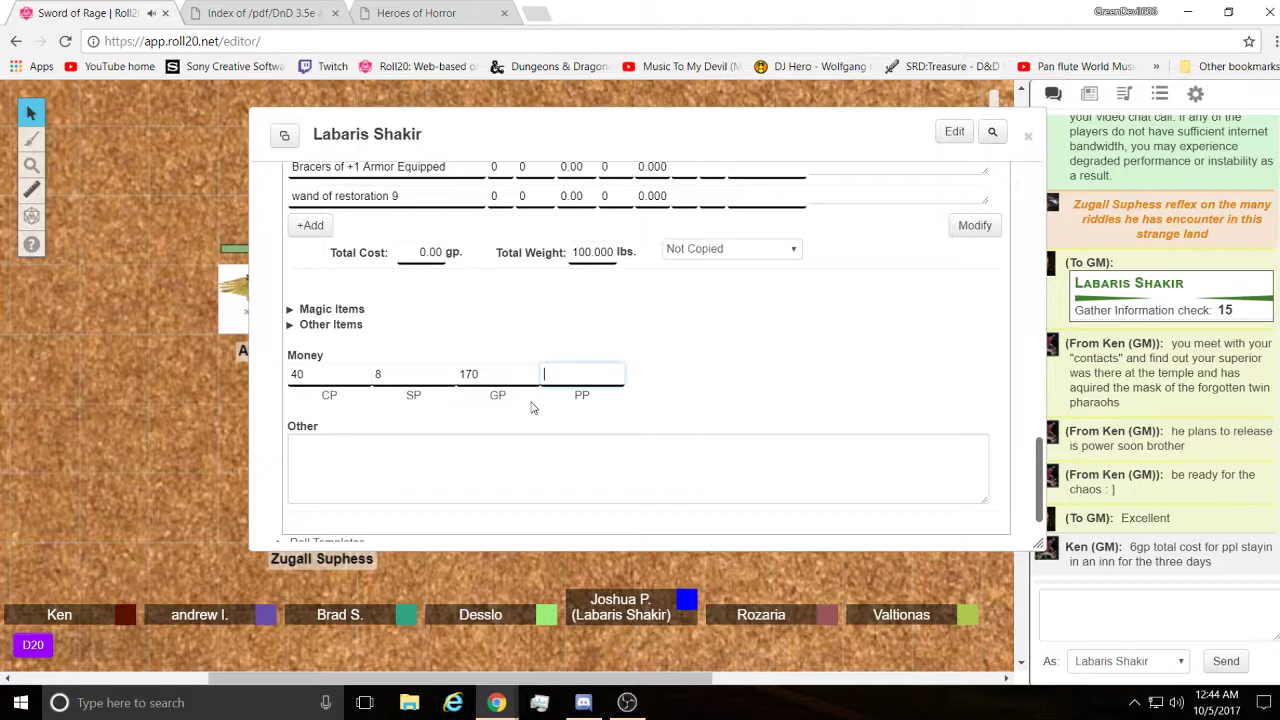 Sword of Rage | Roll2
Index of /pdf/DnD 3.5e
Heroes of Horror
GreenDevil606
https://app.roll20.net/editor/
Apps
YouTube home
Sony Creative Softwa
Twitch
Roll20: Web-based or
Dungeons & Dragon
Music To My Devil (M
DJ Hero - Wolfgang
SRD:Treasure - D&D
Pan flute World Musi
»
Other bookmarks
Labaris Shakir
Edit
Bracers of +1 Armor Equipped 0 0 0.00 0 0.000
wand of restoration 9 0 0 0.00 0 0.000
+Add
Modify
Total Cost: 0.00 gp. Total Weight: 100.000 lbs. Not Copied
Magic Items
Other Items
Money
40 8 170
CP SP GP PP
Other
Zugall Suphess
Ken
andrew l.
Brad S.
Desslo
Joshua P.
(Labaris Shakir)
Rozaria
Valtionas
D20
your video chat call. If any of the
players do not have sufficient internet
bandwidth, you may experience
degraded performance or instability as
a result.
Zugall Suphess reflex on the many
riddles he has encounter in this
strange land
(To GM):
LABARIS SHAKIR
Gather Information check: 15
(From Ken (GM)): you meet with your
"contacts" and find out your superior
was there at the temple and has
aquired the mask of the forgotten twin
pharaohs
(From Ken (GM)): he plans to release
is power soon brother
(From Ken (GM)): be ready for the
chaos : ]
(To GM): Excellent
Ken (GM): 6gp total cost for ppl stayin
in an inn for the three days
As: Labaris Shakir
Send
Type here to search
12:44 AM
10/5/2017